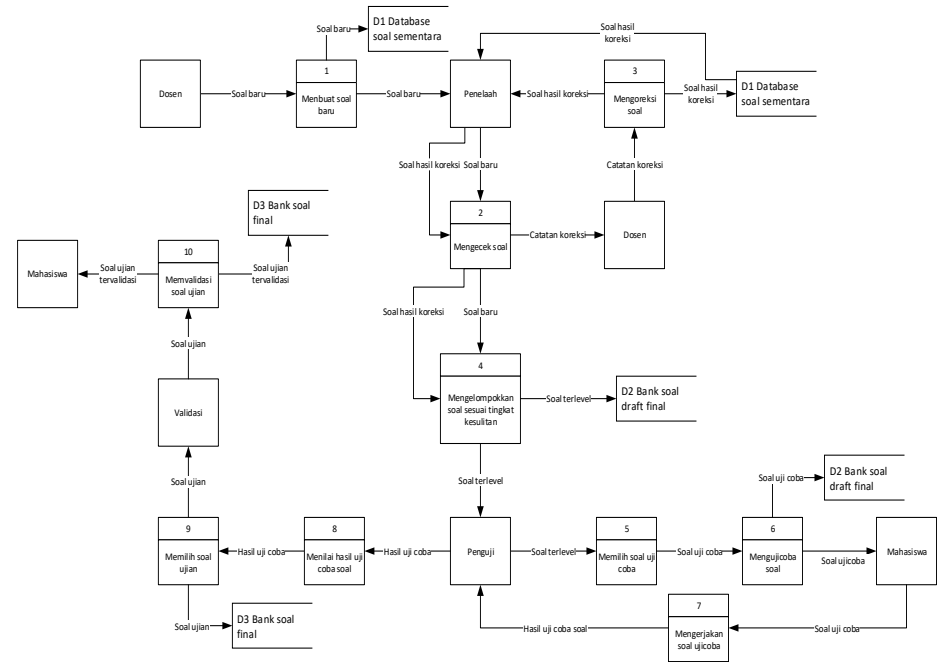 D1 Database
soal sementara
Soal baru
Soal hasil
koreksi
Dosen
Soal baru
1
Menbuat soal
baru
Soal baru
Penelaah
Soal hasil koreksi
3
Mengoreksi
soal
Soal hasil
koreksi
D1 Database
soal sementara
Soal hasil koreksi
Soal baru
Catatan koreksi
2
Mengecek soal
Catatan koreksi
Dosen
D3 Bank soal
final
Mahasiswa
Soal ujian
tervalidasi
10
Memvalidasi
soal ujian
Soal ujian
tervalidasi
Soal hasil koreksi
Soal baru
Soal ujian
4
Mengelompokkan
soal sesuai tingkat
kesulitan
Soal terlevel
D2 Bank soal
draft final
Validasi
Soal ujian
Soal terlevel
D2 Bank soal
draft final
Soal uji coba
9
Memilih soal
ujian
Hasil uji coba
8
Menilai hasil uji
coba soal
Hasil uji coba
Penguji
Soal terlevel
5
Memilih soal uji
coba
Soal uji coba
6
Mengujicoba
soal
Soal ujicoba
Mahasiswa
Soal ujian
D3 Bank soal
final
Hasil uji coba soal
7
Mengerjakan
soal ujicoba
Soal uji coba